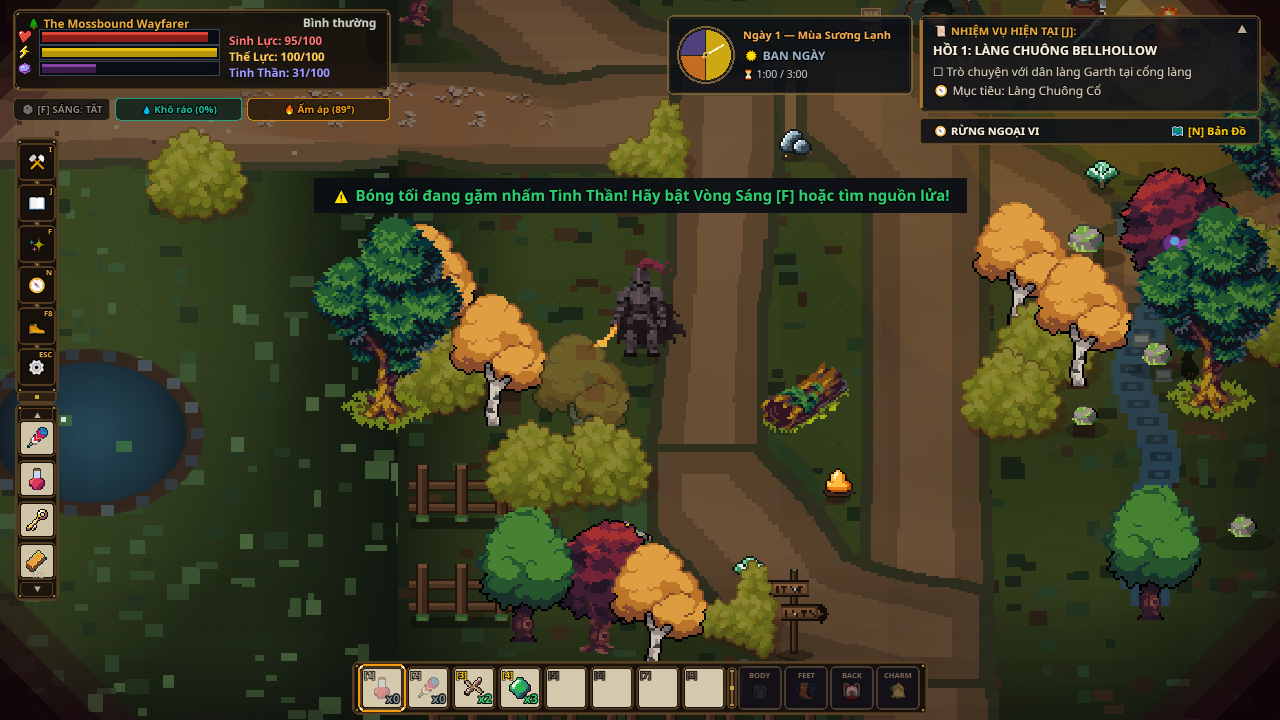 The Mossbound Wayfarer
Bình thường
Sinh Lực: 95/100
Thể Lực: 100/100
Tinh Thần: 31/100
[F] SÁNG: TẮT
Khô ráo (0%)
Ấm áp (89°)
Ngày 1 — Mùa Sương Lạnh
BAN NGÀY
1:00 / 3:00
NHIỆM VỤ HIỆN TẠI [J]:
HỒI 1: LÀNG CHUÔNG BELLHOLLOW
Trò chuyện với dân làng Garth tại cổng làng
Mục tiêu: Làng Chuông Cổ
RỪNG NGOẠI VI
[N] Bản Đồ
Bóng tối đang gặm nhấm Tinh Thần! Hãy bật Vòng Sáng [F] hoặc tìm nguồn lửa!
I
J
F
N
F8
ESC
[1]
x0
[2]
x0
[3]
x2
[4]
x3
[5]
[6]
[7]
[8]
BODY
FEET
BACK
CHARM